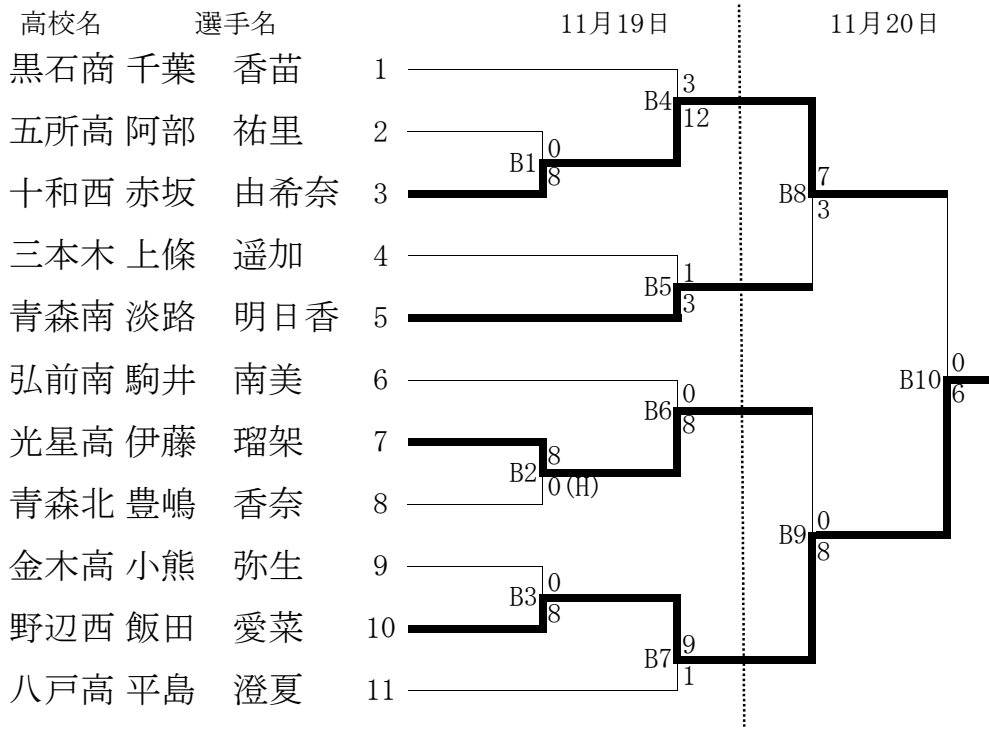 高校名 選手名 11月19日 11月20日
黒石商 千葉 香苗 1
3
B4
12
五所高 阿部 祐里 2
0
B1
8
十和西 赤坂 由希奈 3
7
B8
3
三本木 上條 遥加 4
1
B5
3
青森南 淡路 明日香 5
弘前南 駒井 南美 6
0
B10
6
0
B6
8
光星高 伊藤 瑠架 7
8
B2
0(H)
青森北 豊嶋 香奈 8
0
B9
8
金木高 小熊 弥生 9
0
B3
8
野辺西 飯田 愛菜 10
9
B7
1
八戸高 平島 澄夏 11